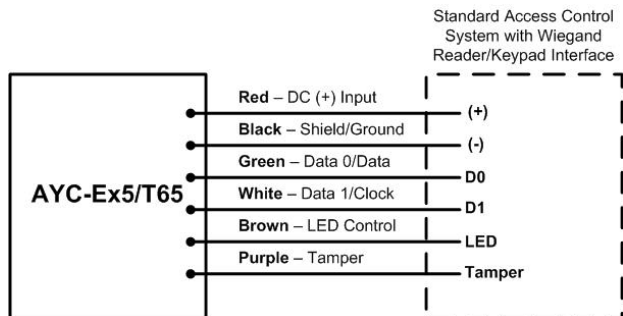 Standard Access Control
System with Wiegand
Reader/Keypad Interface
Red – DC (+) Input
(+)
Black – Shield/Ground
(-)
Green – Data 0/Data
D0
AYC-Ex5/T65
White – Data 1/Clock
D1
Brown – LED Control
LED
Purple – Tamper
Tamper